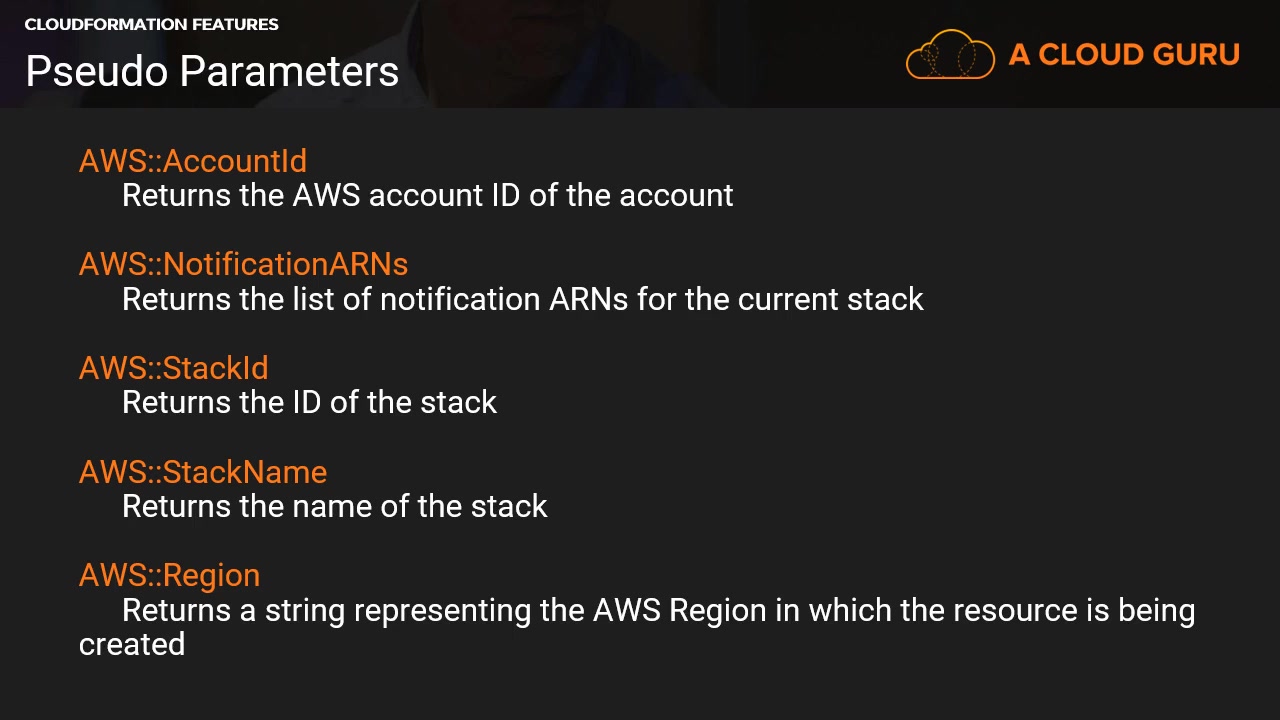 CLOUDFORMATION FEATURES
Pseudo Parameters
A CLOUD GURU
AWS::AccountId
Returns the AWS account ID of the account
AWS::NotificationARNs
Returns the list of notification ARNs for the current stack
AWS::StackId
Returns the ID of the stack
AWS::StackName
Returns the name of the stack
AWS::Region
Returns a string representing the AWS Region in which the resource is being
created